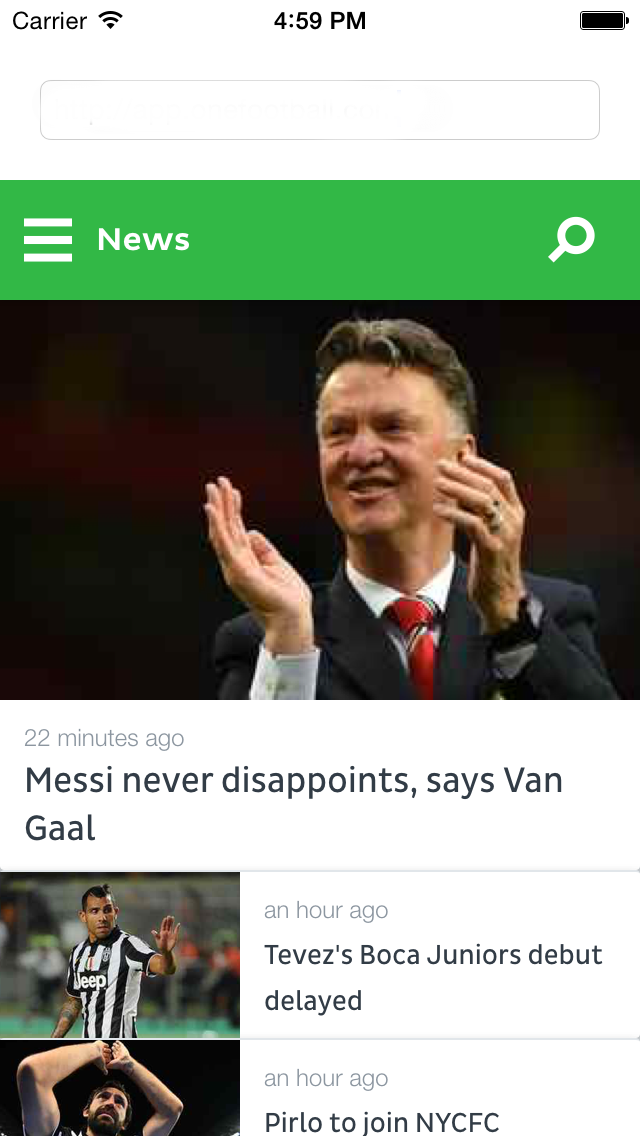 Carrier 4:59 PM
News
22 minutes ago
Messi never disappoints, says Van
Gaal
Jeep
an hour ago
Tevez's Boca Juniors debut
delayed
an hour ago
Pirlo to join NYCFC